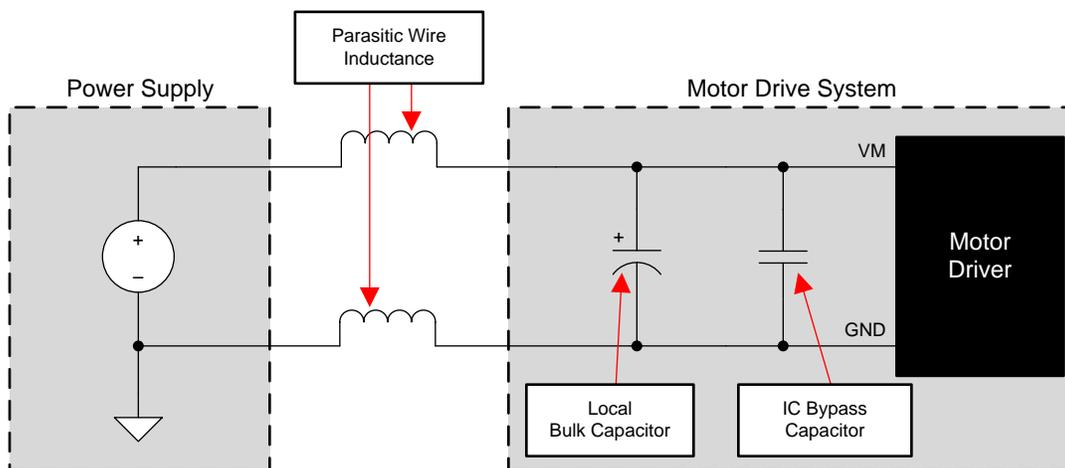 Parasitic Wire
Inductance
Power Supply
Motor Drive System
VM
+
+
–
Motor
Driver
GND
Local
Bulk Capacitor
IC Bypass
Capacitor